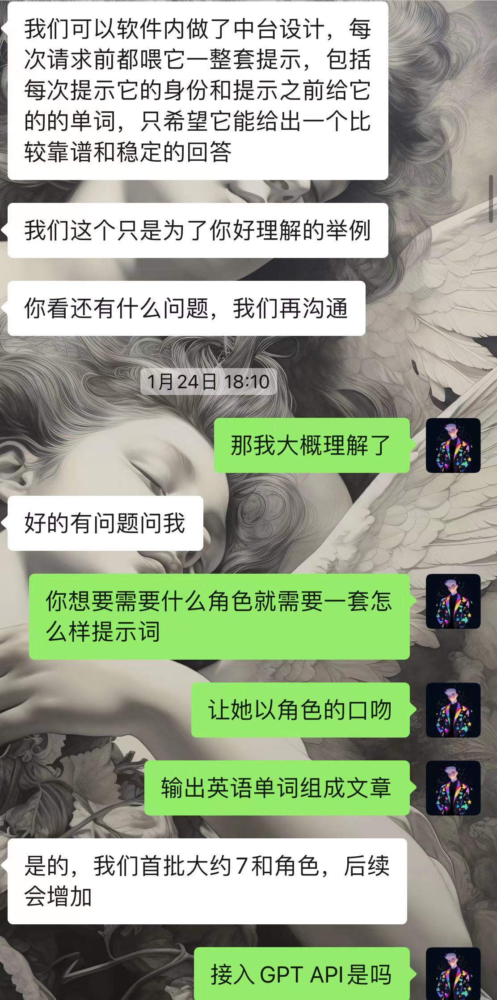 我们可以软件内做了中台设计，每
次请求前都喂它一整套提示，包括
每次提示它的身份和提示之前给它
的的单词，只希望它能给出一个比
较靠谱和稳定的回答
我们这个只是为了你好理解的举例
你看还有什么问题，我们再沟通
1月24日 18:10
那我大概理解了
好的有问题问我
你想要需要什么角色就需要一套怎
么样提示词
让她以角色的口吻
输出英语单词组成文章
是的，我们首批大约7和角色，后续
会增加
接入GPT API是吗